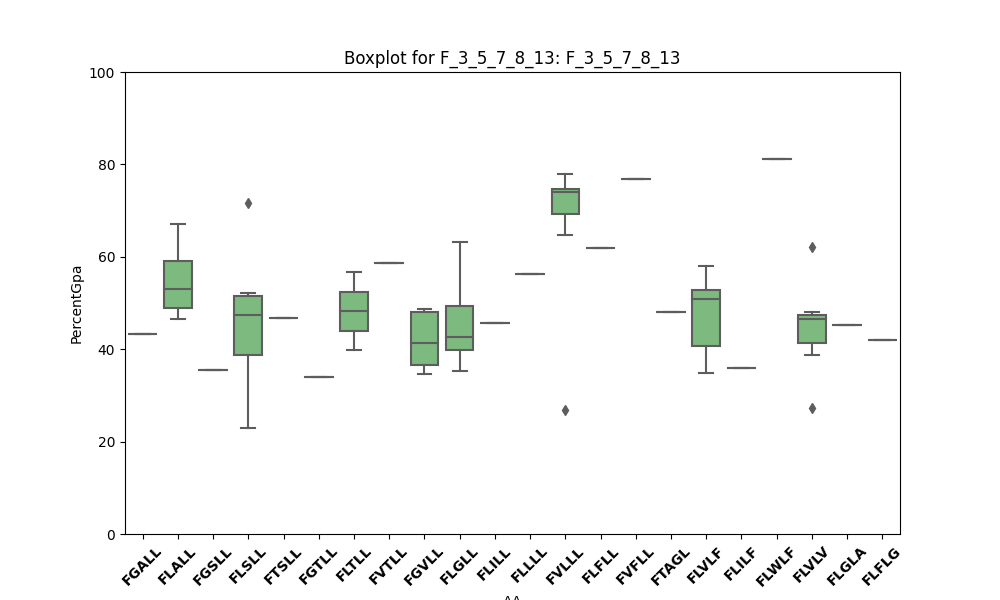 Boxplot for F_3_5_7_8_13: F_3_5_7_8_13
100
80
60
40
20
0
PercentGpa
FGALL
FLALL
FGSLL
FLSLL
FTSLL
FGTLL
FLTLL
FVTLL
FGVLL
FLGLL
FLILL
FLLLL
FVLLL
FLFLL
FVFLL
FTAGL
FLVLF
FLILF
FLWLF
FLVLV
FLGLA
FLFLG
AA